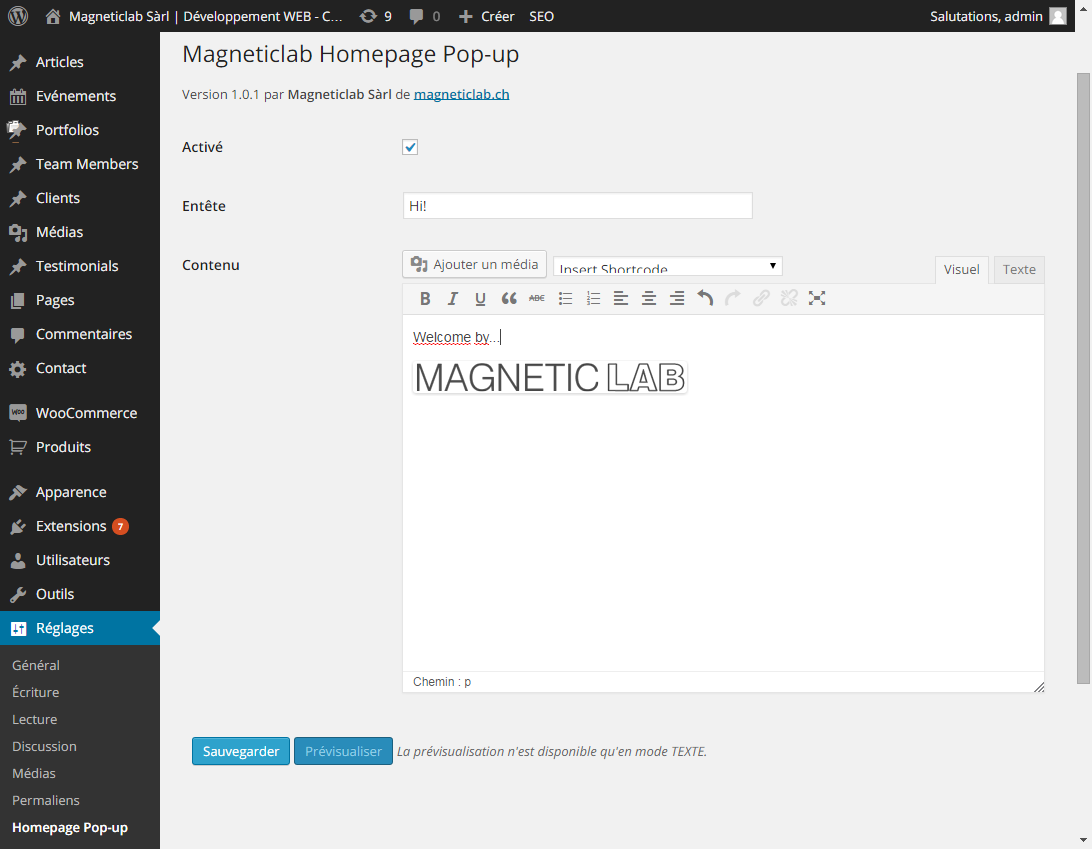 Magneticlab Sàrl | Développement WEB - C... 9 0 Créer SEO Salutations, admin
Articles
Evénements
Portfolios
Team Members
Clients
Médias
Testimonials
Pages
Commentaires
Contact
WooCommerce
Produits
Apparence
Extensions 7
Utilisateurs
Outils
Réglages
Général
Écriture
Lecture
Discussion
Médias
Permaliens
Homepage Pop-up
Magneticlab Homepage Pop-up
Version 1.0.1 par Magneticlab Sàrl de magneticlab.ch
Activé
Entête Hi!
Contenu Ajouter un média Insert Shortcode Visuel Texte
B I U ABC
Welcome by...
MAGNETIC LAB
Chemin : p
Sauvegarder Prévisualiser La prévisualisation n'est disponible qu'en mode TEXTE.